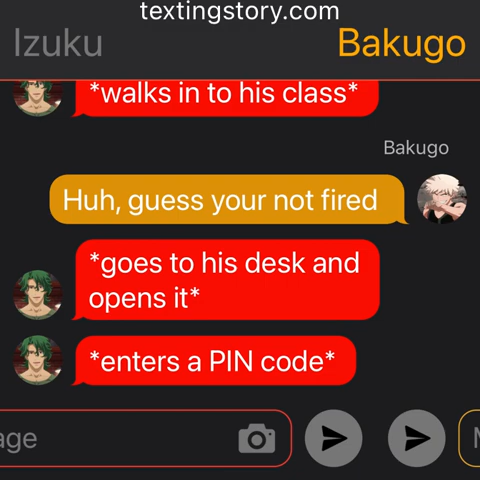 textingstory.com
Izuku
Bakugo
*walks in to his class*
Bakugo
Huh, guess your not fired
*goes to his desk and
opens it*
*enters a PIN code*
age